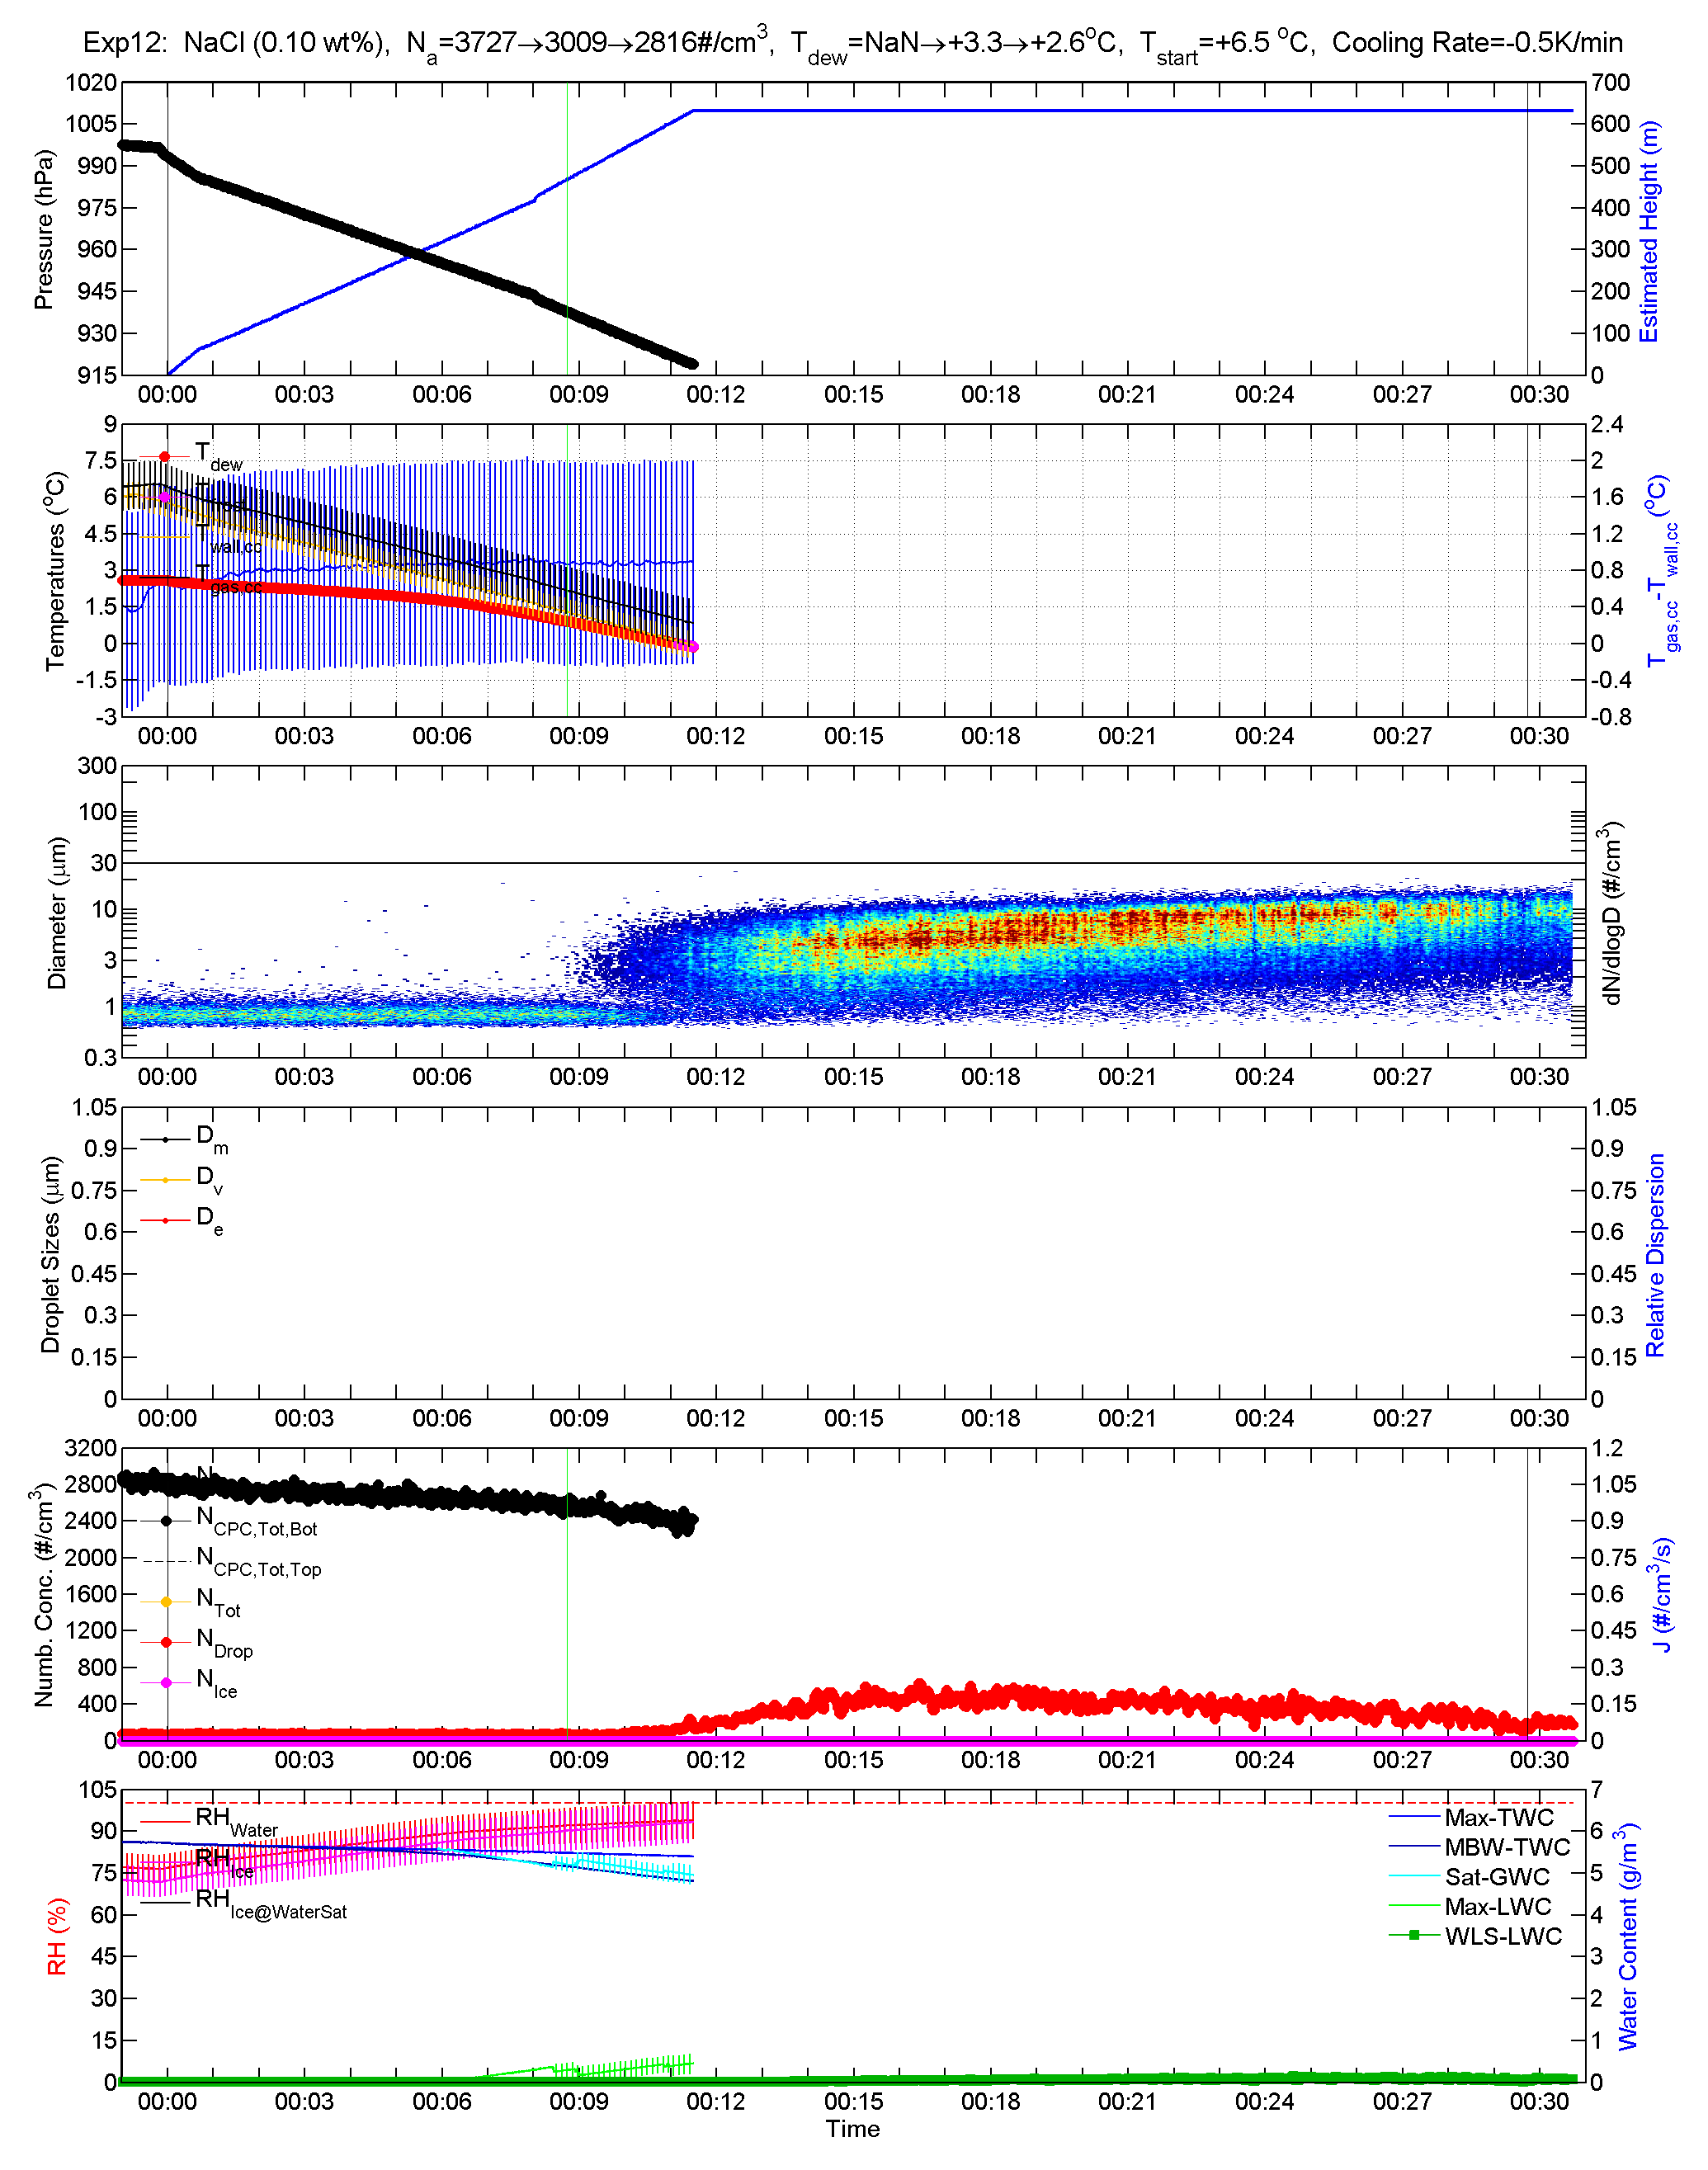 Exp12: NaCl (0.10 wt%), Na=3727→3009→2816#/cm3, Tdew=NaN→+3.3→+2.6oC, Tstart=+6.5 oC, Cooling Rate=-0.5K/min
1020
1005
990
975
960
945
930
915
Pressure (hPa)
700
600
500
400
300
200
100
0
Estimated Height (m)
00:00 00:03 00:06 00:09 00:12 00:15 00:18 00:21 00:24 00:27 00:30
9
7.5
6
4.5
3
1.5
0
-1.5
-3
Temperatures (oC)
Tdew
Twall,cc
Tgas,cc
2.4
2
1.6
1.2
0.8
0.4
0
-0.4
-0.8
Tgas,cc-Twall,cc (oC)
00:00 00:03 00:06 00:09 00:12 00:15 00:18 00:21 00:24 00:27 00:30
300
100
30
10
3
1
0.3
Diameter (μm)
dN/dlogD (#/cm3)
00:00 00:03 00:06 00:09 00:12 00:15 00:18 00:21 00:24 00:27 00:30
1.05
0.9
0.75
0.6
0.45
0.3
0.15
0
Droplet Sizes (μm)
Dm
Dv
De
1.05
0.9
0.75
0.6
0.45
0.3
0.15
0
Relative Dispersion
00:00 00:03 00:06 00:09 00:12 00:15 00:18 00:21 00:24 00:27 00:30
3200
2800
2400
2000
1600
1200
800
400
0
Numb. Conc. (#/cm3)
NCPC,Tot,Bot
NCPC,Tot,Top
NTot
NDrop
NIce
1.2
1.05
0.9
0.75
0.6
0.45
0.3
0.15
0
J (#/cm3/s)
00:00 00:03 00:06 00:09 00:12 00:15 00:18 00:21 00:24 00:27 00:30
105
90
75
60
45
30
15
0
RH (%)
RHWater
RHIce
RHIce@WaterSat
Max-TWC
MBW-TWC
Sat-GWC
Max-LWC
WLS-LWC
7
6
5
4
3
2
1
0
Water Content (g/m3)
00:00 00:03 00:06 00:09 00:12 00:15 00:18 00:21 00:24 00:27 00:30
Time